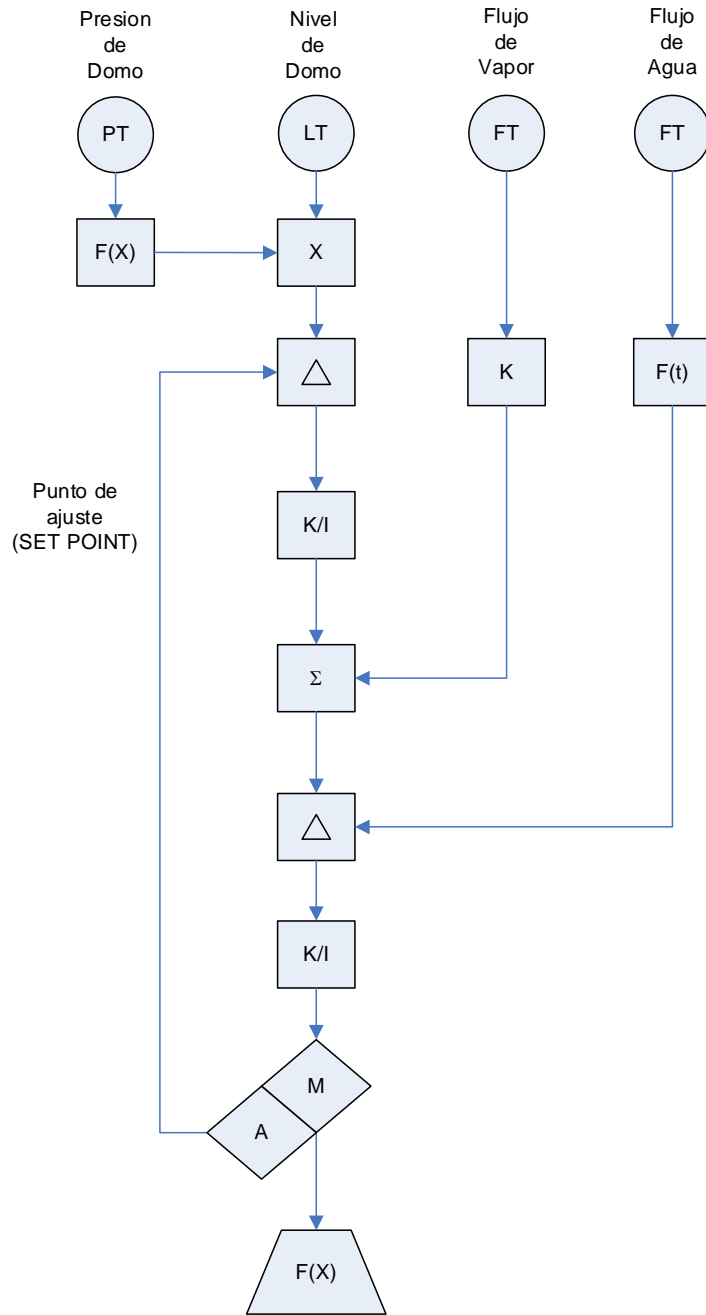 Presion
de
Domo
Nivel
de
Domo
Flujo
de
Vapor
Flujo
de
Agua
PT
LT
FT
FT
F(X)
X
△
K
F(t)
Punto de
ajuste
(SET POINT)
K/I
Σ
△
K/I
M
A
F(X)